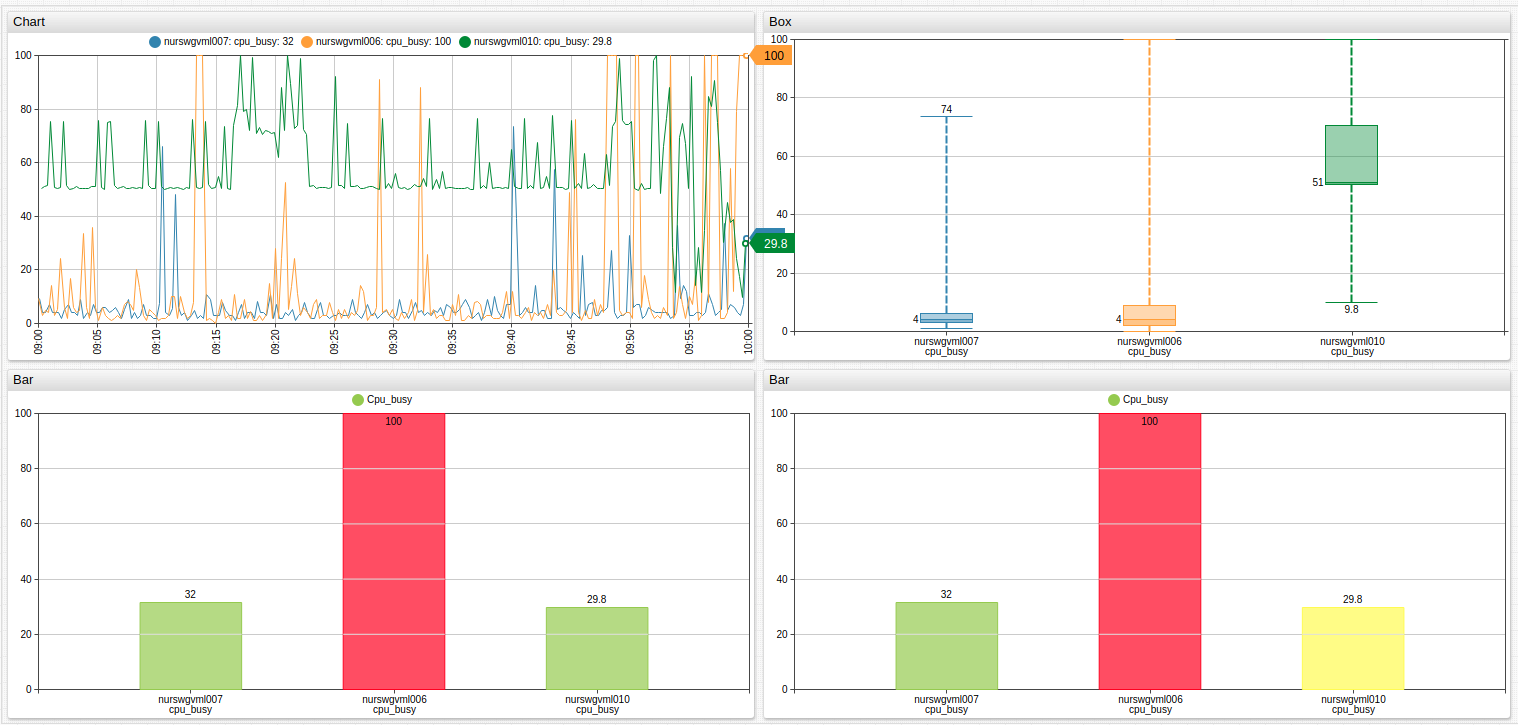 Chart
nurswgvml007: cpu_busy: 32 nurswgvml006: cpu_busy: 100 nurswgvml010: cpu_busy: 29.8
100
80
60
40
20
0
09:00 09:05 09:10 09:15 09:20 09:25 09:30 09:35 09:40 09:45 09:50 09:55 10:00
100
29.8
Box
100
80
60
40
20
0
74
4
4
51
9.8
nurswgvml007 nurswgvml006 nurswgvml010
cpu_busy cpu_busy cpu_busy
Bar
Cpu_busy
100
80
60
40
20
0
32
100
29.8
nurswgvml007 nurswgvml006 nurswgvml010
cpu_busy cpu_busy cpu_busy
Bar
Cpu_busy
100
80
60
40
20
0
32
100
29.8
nurswgvml007 nurswgvml006 nurswgvml010
cpu_busy cpu_busy cpu_busy